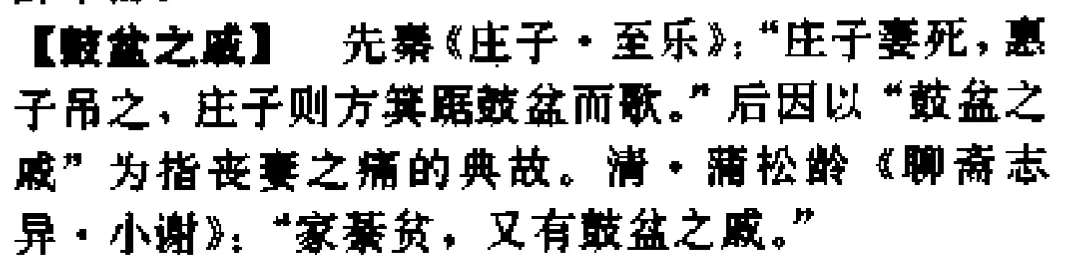 【鼓盆之戚】 先秦《庄子·至乐》：“庄子妻死，惠
子吊之，庄子则方箕踞鼓盆而歌。”后因以“鼓盆之
戚”为指丧妻之痛的典故。清·蒲松龄《聊斋志
异·小谢》：“家綦贫，又有鼓盆之戚。”